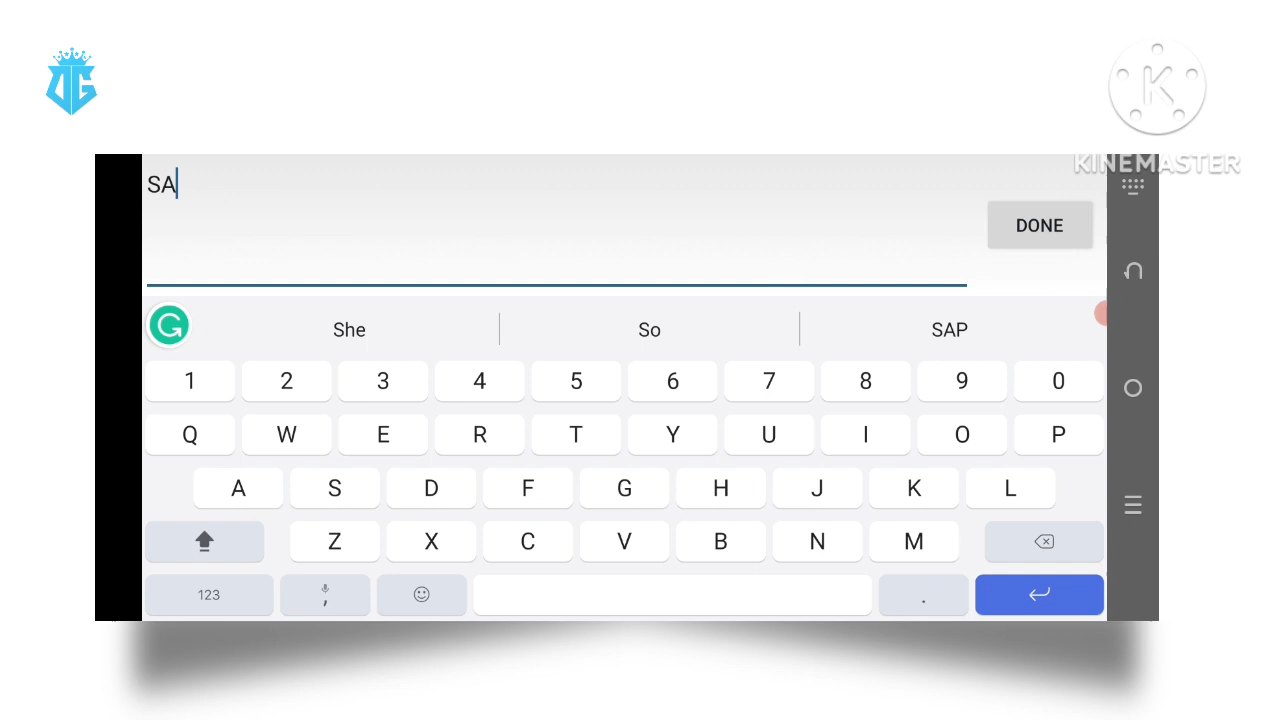 K
KINEMASTER
SA
DONE
She So SAP
1 2 3 4 5 6 7 8 9 0
Q W E R T Y U I O P
A S D F G H J K L
Z X C V B N M
123 , .